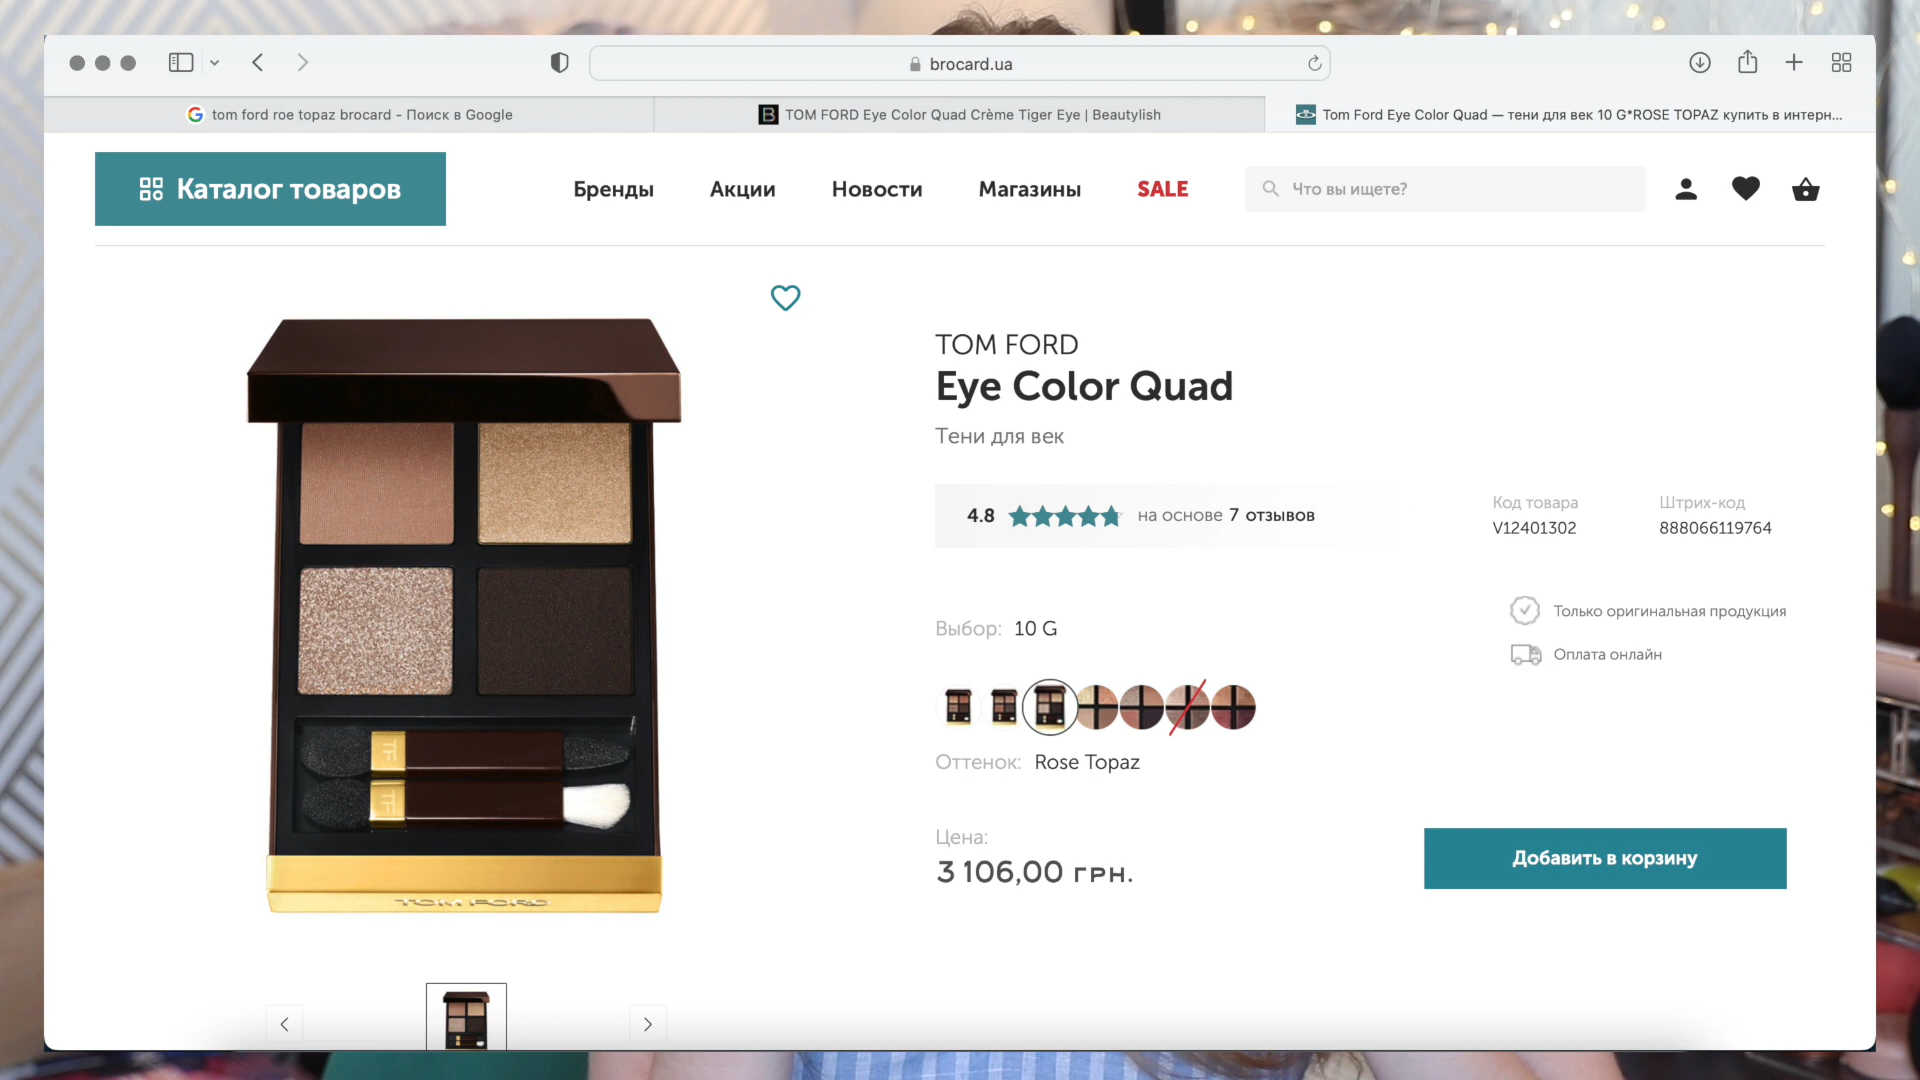 brocard.ua
tom ford roe topaz brocard - Поиск в Google
TOM FORD Eye Color Quad Crème Tiger Eye | Beautylish
Tom Ford Eye Color Quad — тени для век 10 G*ROSE TOPAZ купить в интерн...
Каталог товаров
Бренды
Акции
Новости
Магазины
SALE
Что вы ищете?
TOM FORD
Eye Color Quad
Тени для век
4.8 на основе 7 отзывов
Код товара
V12401302
Штрих-код
888066119764
Только оригинальная продукция
Оплата онлайн
Выбор: 10 G
Оттенок: Rose Topaz
Цена:
3 106,00 грн.
Добавить в корзину
TF
TF
TOM FORD